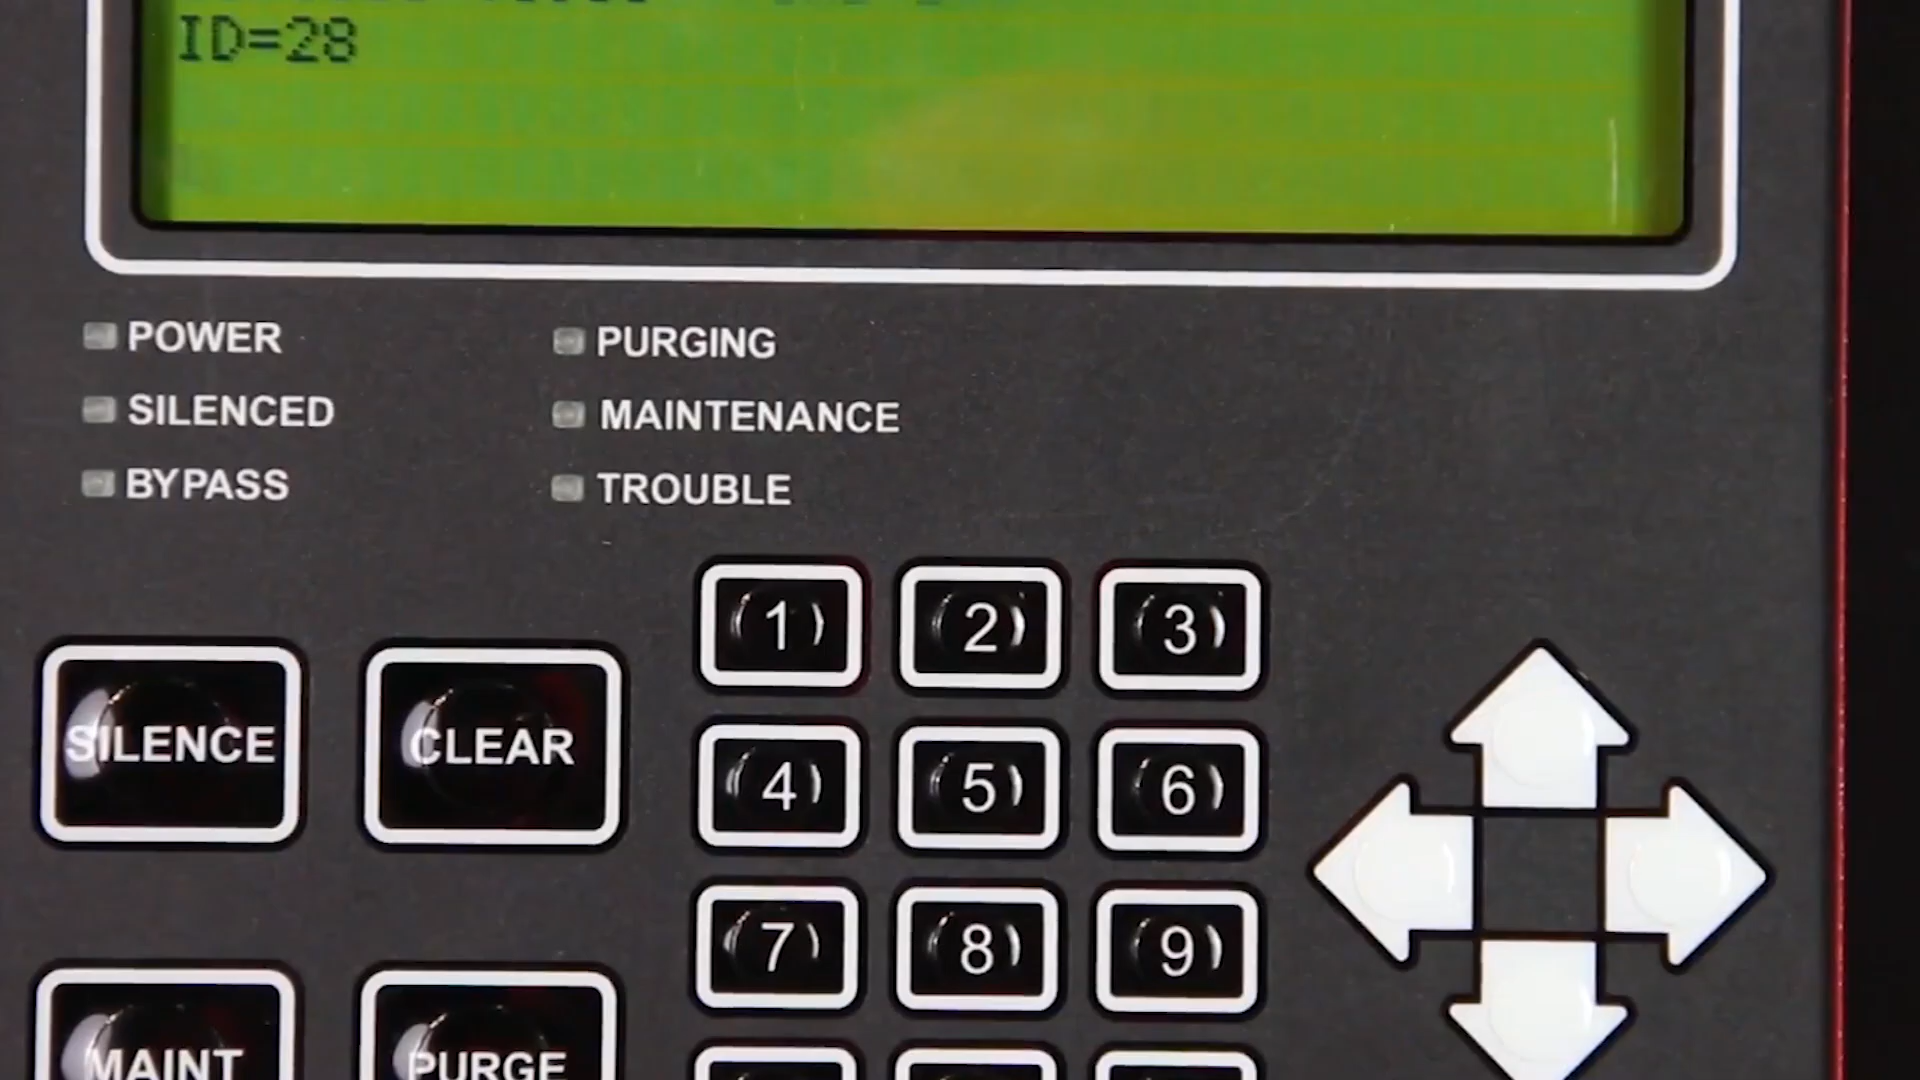 ID=28
POWER
PURGING
SILENCED
MAINTENANCE
BYPASS
TROUBLE
1 2 3
SILENCE CLEAR
4 5 6
7 8 9
MAINT PURGE